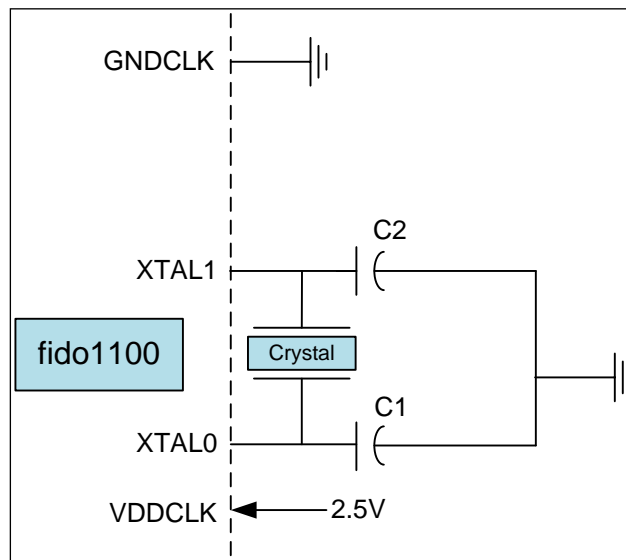 GNDCLK
C2
XTAL1
fido1100
Crystal
C1
XTAL0
VDDCLK
2.5V